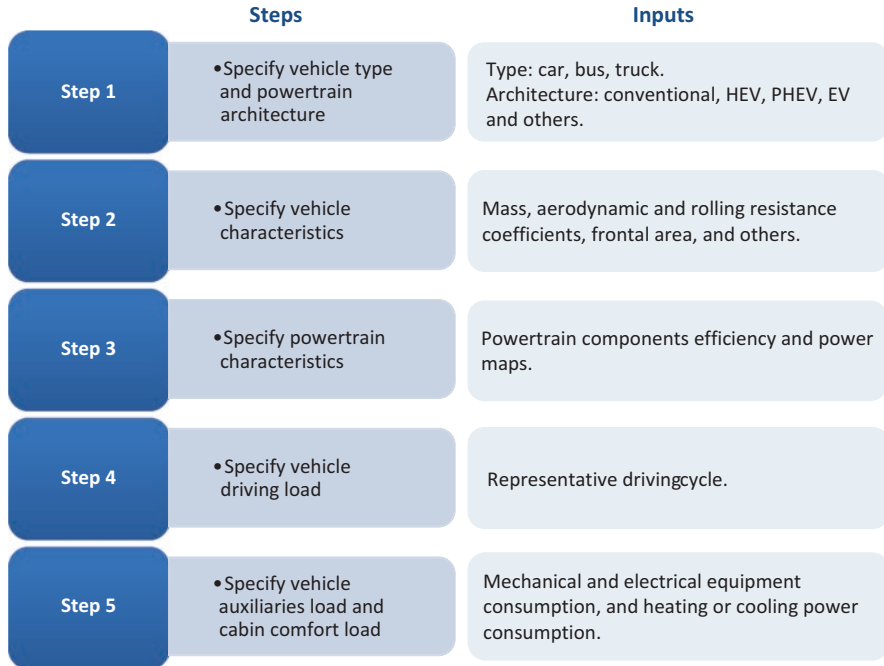 Steps
Inputs
Step 1
•Specify vehicle type
and powertrain
architecture
Type: car, bus, truck.
Architecture: conventional, HEV, PHEV, EV
and others.
Step 2
•Specify vehicle
characteristics
Mass, aerodynamic and rolling resistance
coefficients, frontal area, and others.
Step 3
•Specify powertrain
characteristics
Powertrain components efficiency and power
maps.
Step 4
•Specify vehicle
driving load
Representative drivingcycle.
Step 5
•Specify vehicle
auxiliaries load and
cabin comfort load
Mechanical and electrical equipment
consumption, and heating or cooling power
consumption.